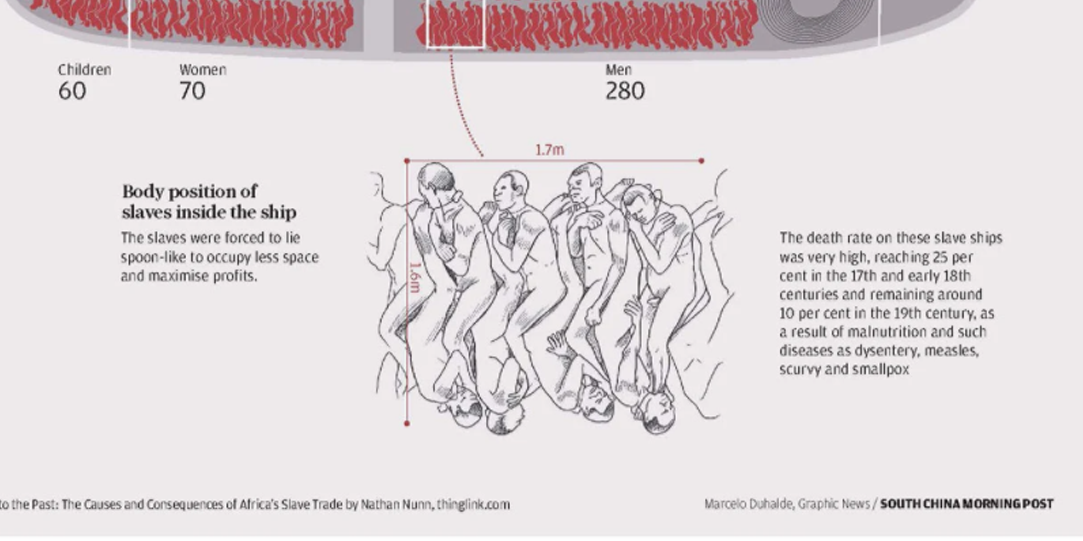 Children
60
Women
70
Men
280
1.7m
1.6m
Body position of
slaves inside the ship
The slaves were forced to lie
spoon-like to occupy less space
and maximise profits.
The death rate on these slave ships
was very high, reaching 25 per
cent in the 17th and early 18th
centuries and remaining around
10 per cent in the 19th century, as
a result of malnutrition and such
diseases as dysentery, measles,
scurvy and smallpox
to the Past: The Causes and Consequences of Africa's Slave Trade by Nathan Nunn, thinglink.com
Marcelo Duhalde, Graphic News / SOUTH CHINA MORNING POST